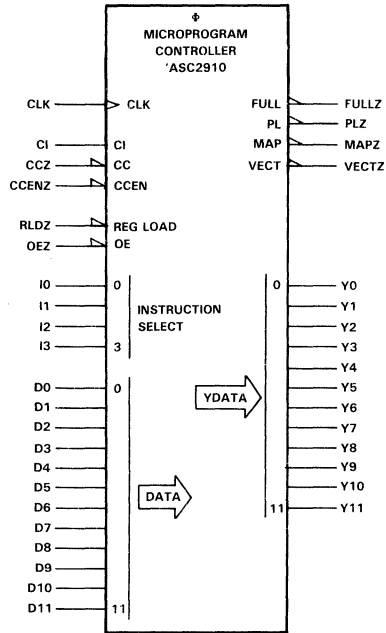 Φ
MICROPROGRAM
CONTROLLER
'ASC2910
CLK CLK FULL FULLZ
PL PLZ
CI CI MAP MAPZ
CCZ CC VECT VECTZ
CCENZ CCEN
RLDZ REG LOAD
OEZ OE
I0 0 0 Y0
I1 INSTRUCTION Y1
I2 SELECT Y2
I3 3 Y3
Y4
D0 0 Y5
D1 YDATA Y6
D2 Y7
D3 Y8
D4 Y9
D5 DATA Y10
D6 11 Y11
D7
D8
D9
D10
D11 11